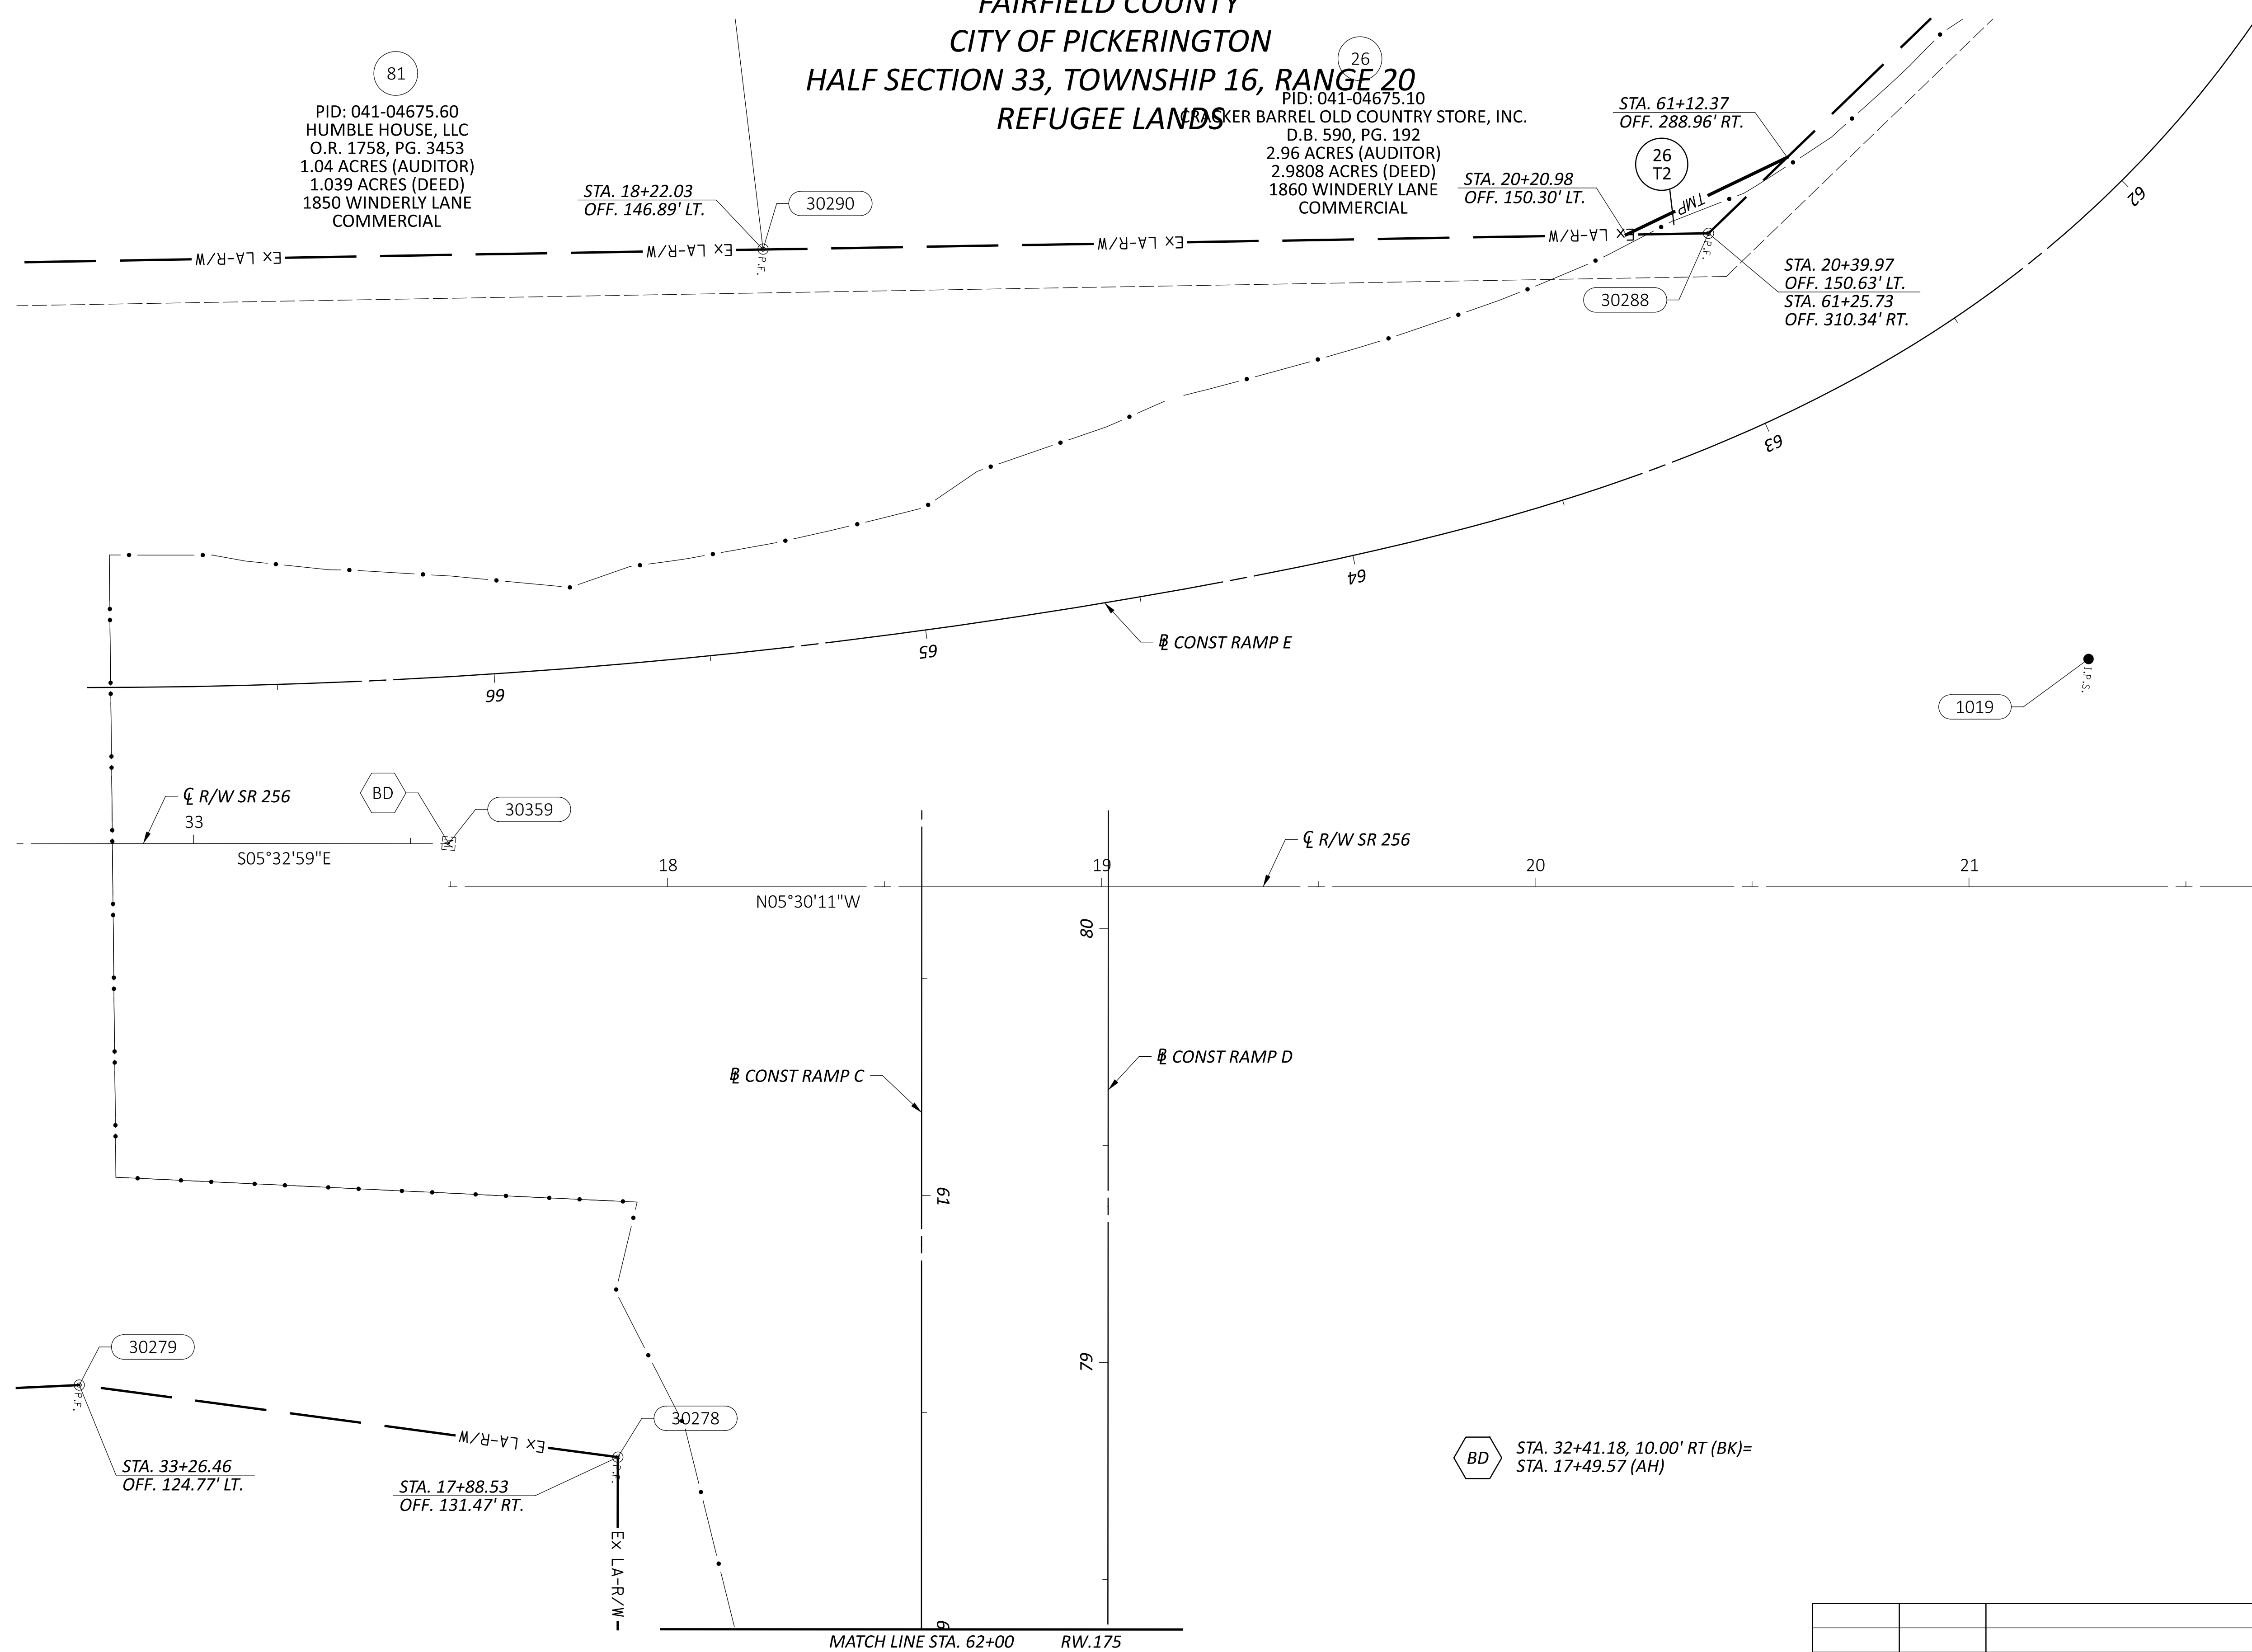 FAIRFIELD COUNTY
CITY OF PICKERINGTON
HALF SECTION 33, TOWNSHIP 16, RANGE 20
REFUGEE LANDS
81
PID: 041-04675.60
HUMBLE HOUSE, LLC
O.R. 1758, PG. 3453
1.04 ACRES (AUDITOR)
1.039 ACRES (DEED)
1850 WINDERLY LANE
COMMERCIAL
26
PID: 041-04675.10
CRACKER BARREL OLD COUNTRY STORE, INC.
D.B. 590, PG. 192
2.96 ACRES (AUDITOR)
2.9808 ACRES (DEED)
1860 WINDERLY LANE
COMMERCIAL
STA. 18+22.03
OFF. 146.89' LT.
30290
STA. 61+12.37
OFF. 288.96' RT.
26
T2
STA. 20+20.98
OFF. 150.30' LT.
TMP
Ex LA-R/W
Ex LA-R/W
Ex LA-R/W
Ex LA-R/W
P.F.
P.F.
30288
STA. 20+39.97
OFF. 150.63' LT.
STA. 61+25.73
OFF. 310.34' RT.
62
63
64
65
66
℄ CONST RAMP E
I.P.S.
1019
℄ R/W SR 256
33
S05°32'59"E
BD
30359
M
℄ R/W SR 256
18
19
20
21
N05°30'11"W
80
℄ CONST RAMP C
℄ CONST RAMP D
61
79
30279
P.F.
30278
P.F.
Ex LA-R/W
STA. 33+26.46
OFF. 124.77' LT.
STA. 17+88.53
OFF. 131.47' RT.
Ex LA-R/W
BD
STA. 32+41.18, 10.00' RT (BK)=
STA. 17+49.57 (AH)
6
MATCH LINE STA. 62+00 RW.175